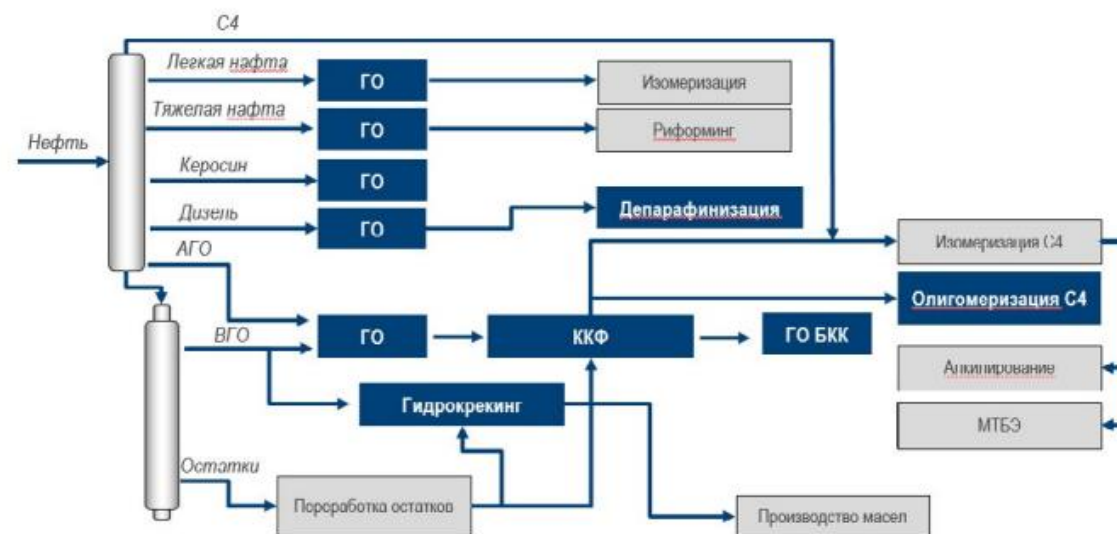 С4
Легкая нафта
ГО
Изомеризация
Тяжелая нафта
ГО
Риформинг
Нефть
Керосин
ГО
Дизель
ГО
Депарафинизация
АГО
Изомеризация С4
Олигомеризация С4
ВГО
ГО
ККФ
ГО БКК
Алкилирование
Гидрокрекинг
МТБЭ
Остатки
Пороработка остатков
Производство масел